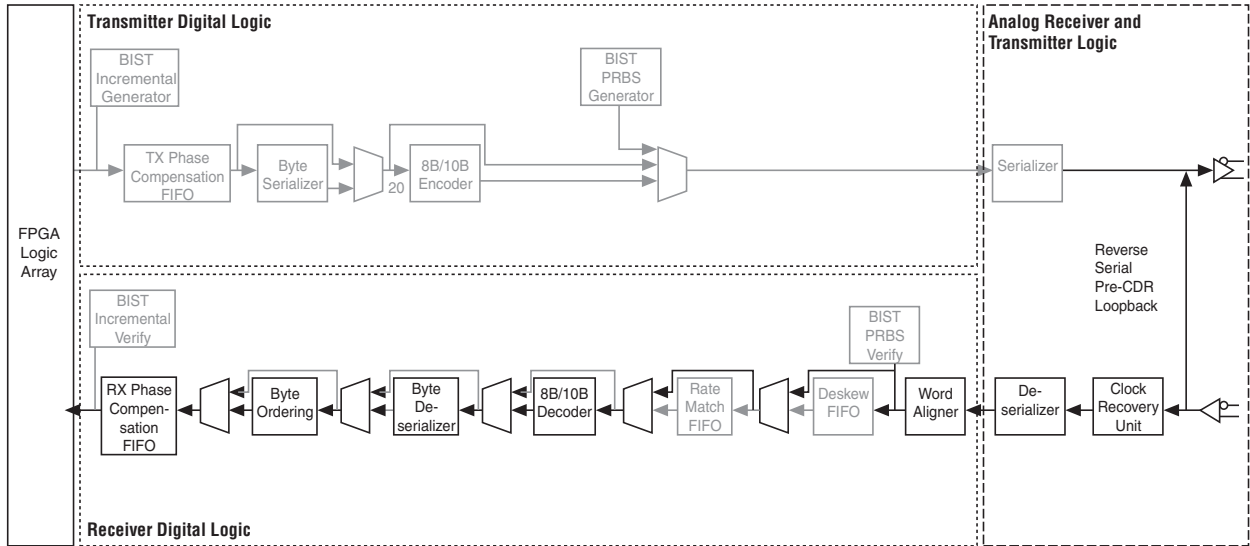 Transmitter Digital Logic
Analog Receiver and
Transmitter Logic
BIST
Incremental
Generator
BIST
PRBS
Generator
TX Phase
Compensation
FIFO
Byte
Serializer
20
8B/10B
Encoder
Serializer
FPGA
Logic
Array
Reverse
Serial
Pre-CDR
Loopback
BIST
Incremental
Verify
BIST
PRBS
Verify
RX Phase
Compen-
sation
FIFO
Byte
Ordering
Byte
De-
serializer
8B/10B
Decoder
Rate
Match
FIFO
Deskew
FIFO
Word
Aligner
De-
serializer
Clock
Recovery
Unit
Receiver Digital Logic